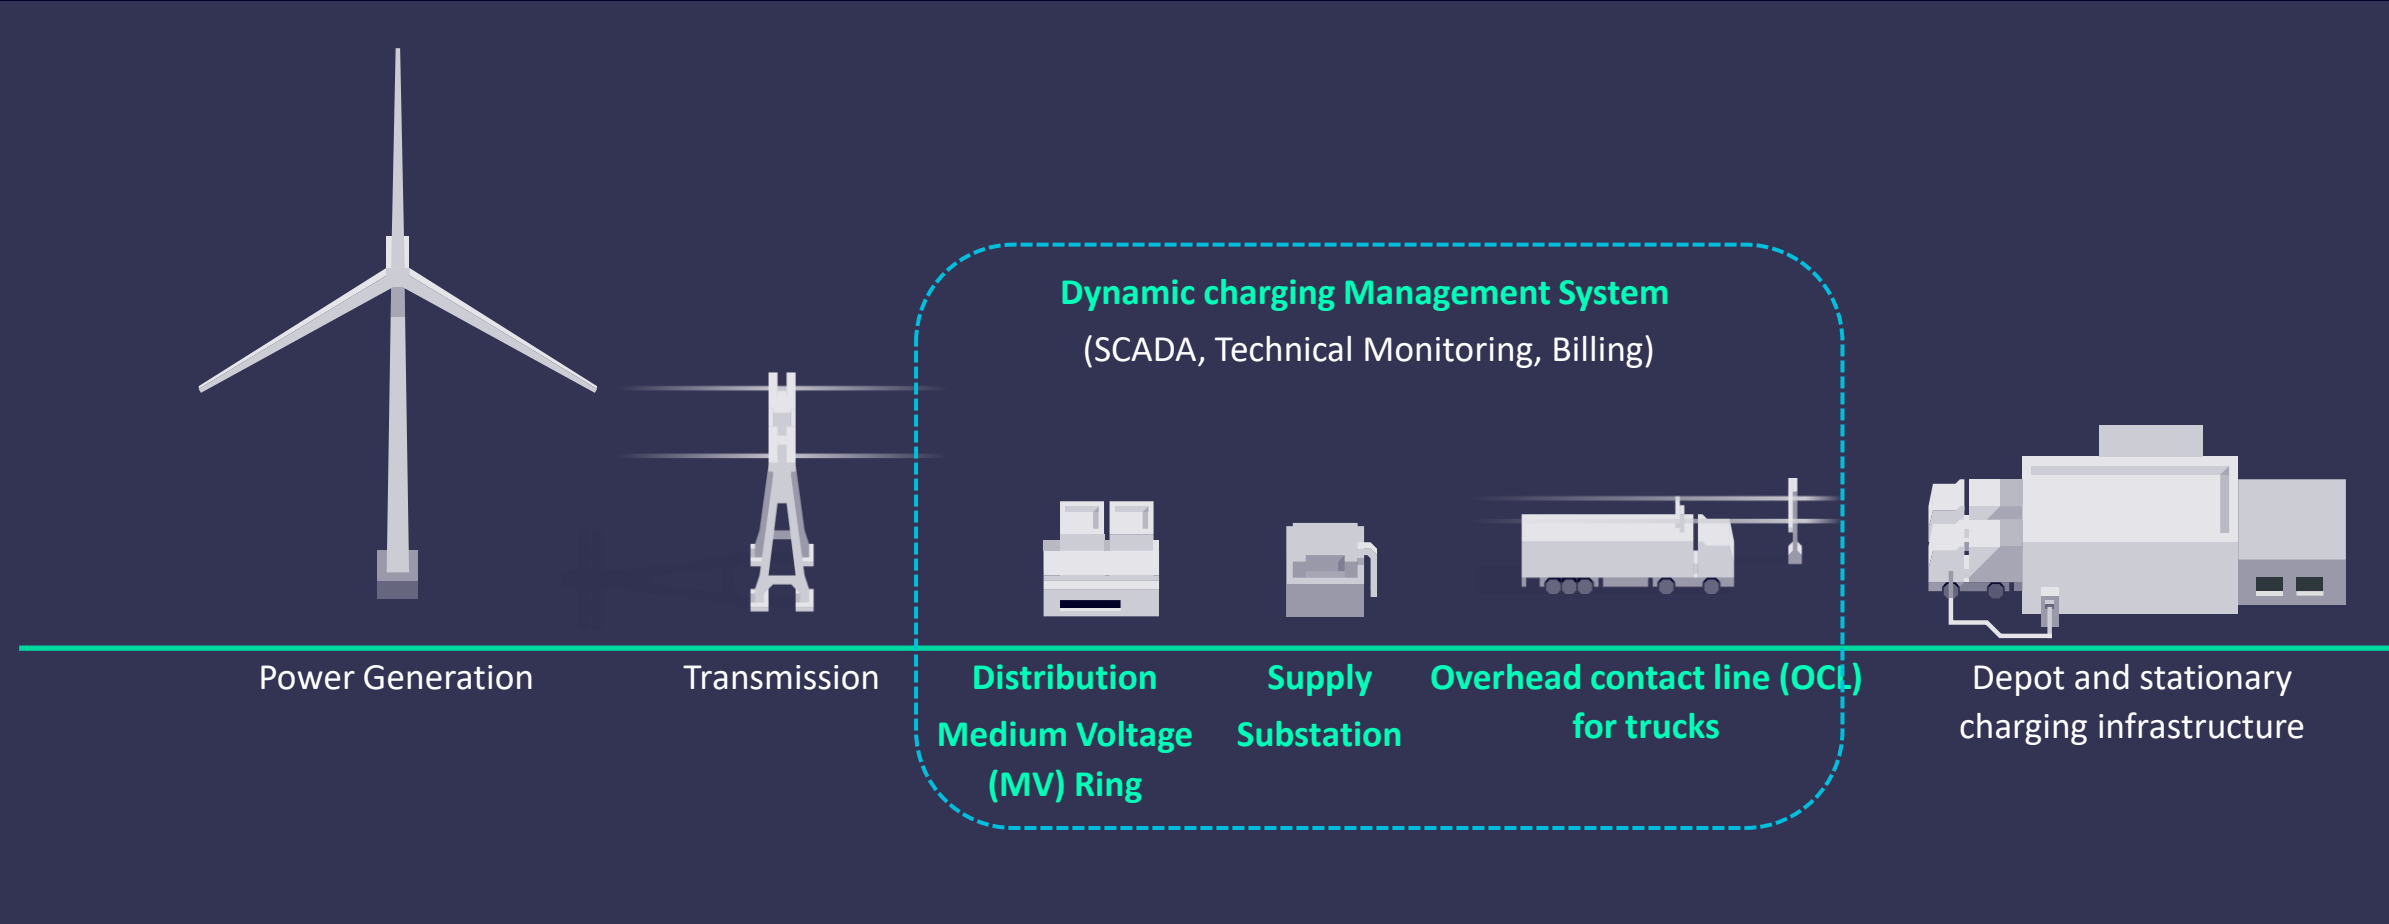 Dynamic charging Management System
(SCADA, Technical Monitoring, Billing)
Power Generation
Transmission
Distribution
Medium Voltage
(MV) Ring
Supply
Substation
Overhead contact line (OCL)
for trucks
Depot and stationary
charging infrastructure